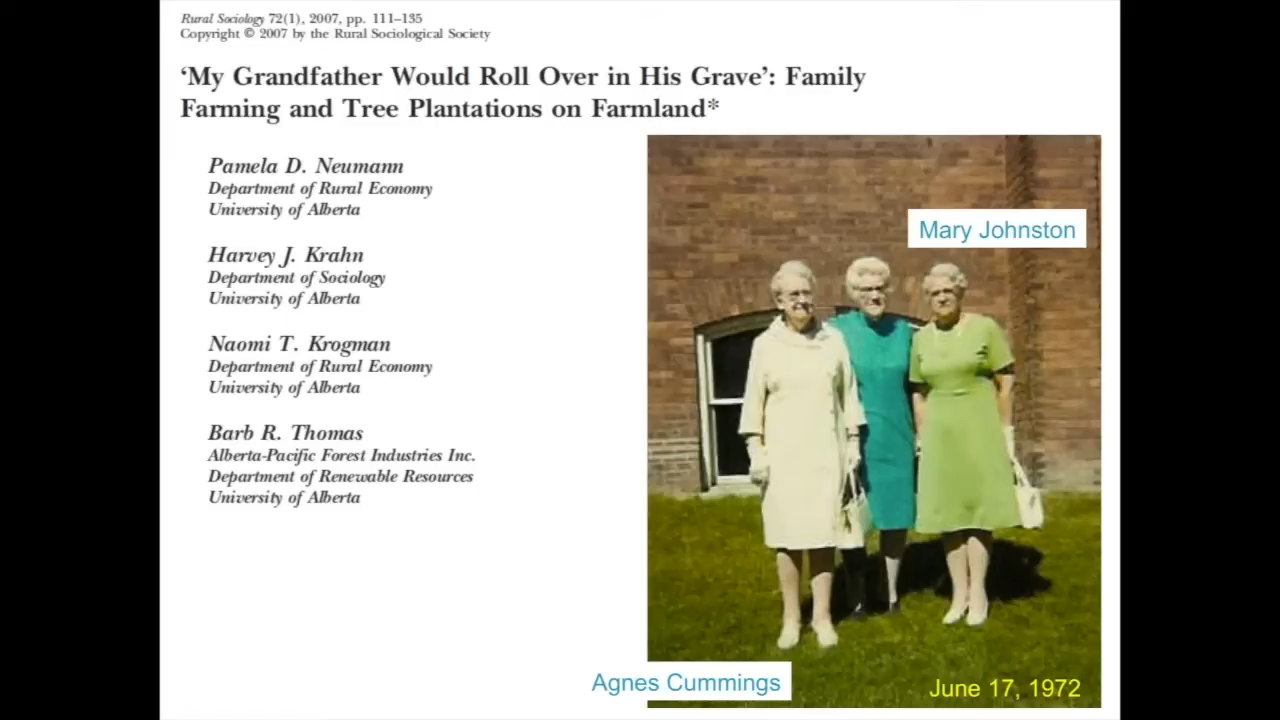 Rural Sociology 72(1), 2007, pp. 111–135
Copyright © 2007 by the Rural Sociological Society
‘My Grandfather Would Roll Over in His Grave’: Family
Farming and Tree Plantations on Farmland*
Pamela D. Neumann
Department of Rural Economy
University of Alberta
Harvey J. Krahn
Department of Sociology
University of Alberta
Naomi T. Krogman
Department of Rural Economy
University of Alberta
Barb R. Thomas
Alberta-Pacific Forest Industries Inc.
Department of Renewable Resources
University of Alberta
Mary Johnston
Agnes Cummings
June 17, 1972